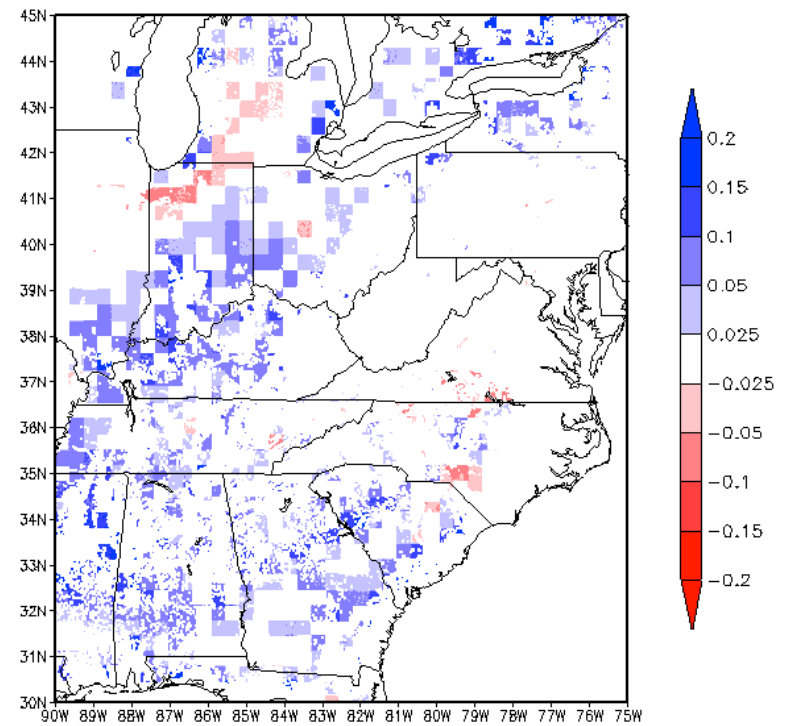 45N
44N
43N
42N
41N
40N
39N
38N
37N
36N
35N
34N
33N
32N
31N
30N
90W 89W 88W 87W 86W 85W 84W 83W 82W 81W 80W 79W 78W 77W 76W 75W
0.2
0.15
0.1
0.05
0.025
-0.025
-0.05
-0.1
-0.15
-0.2